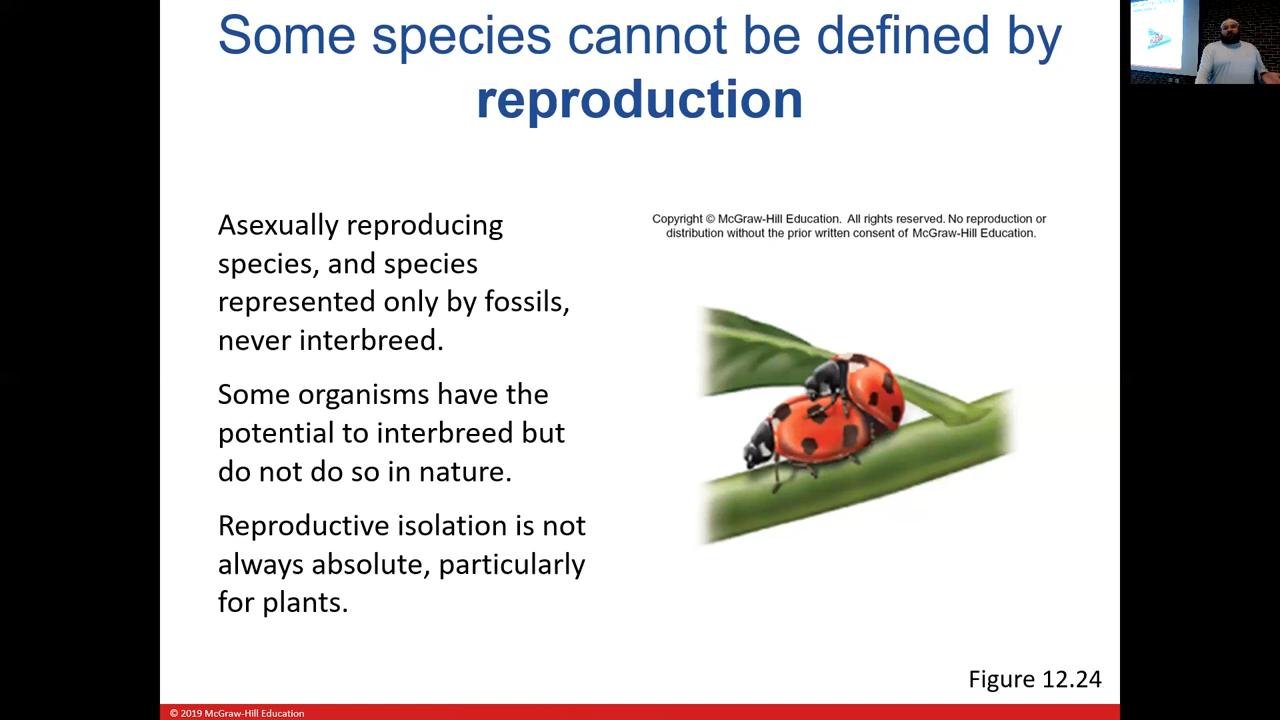 Some species cannot be defined by
reproduction
Asexually reproducing
species, and species
represented only by fossils,
never interbreed.
Some organisms have the
potential to interbreed but
do not do so in nature.
Reproductive isolation is not
always absolute, particularly
for plants.
Copyright © McGraw-Hill Education. All rights reserved. No reproduction or
distribution without the prior written consent of McGraw-Hill Education.
Figure 12.24
© 2019 McGraw-Hill Education